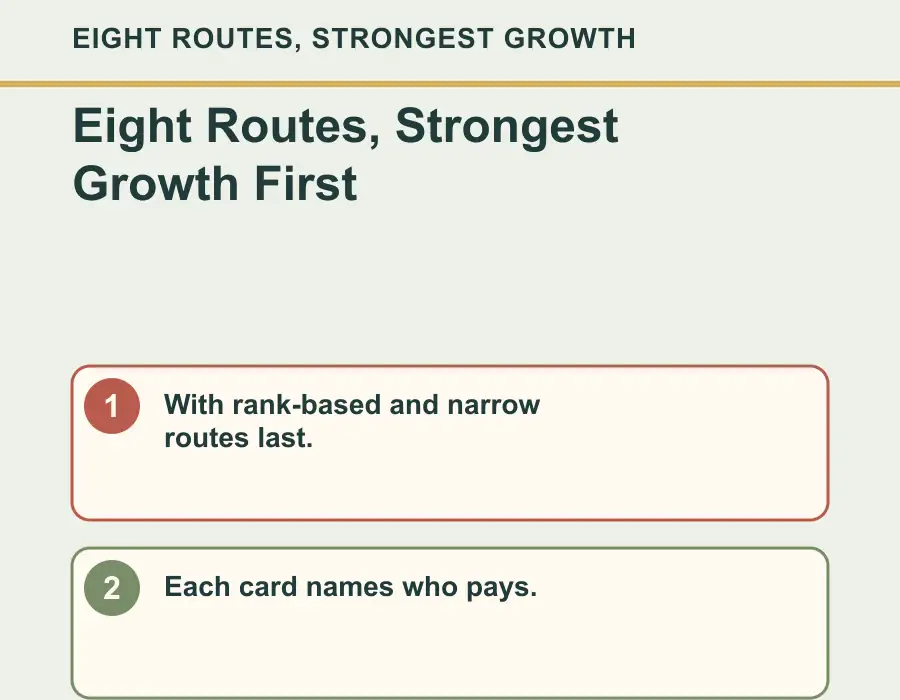 EIGHT ROUTES, STRONGEST GROWTH
Eight Routes, Strongest
Growth First
1
With rank-based and narrow
routes last.
2
Each card names who pays.